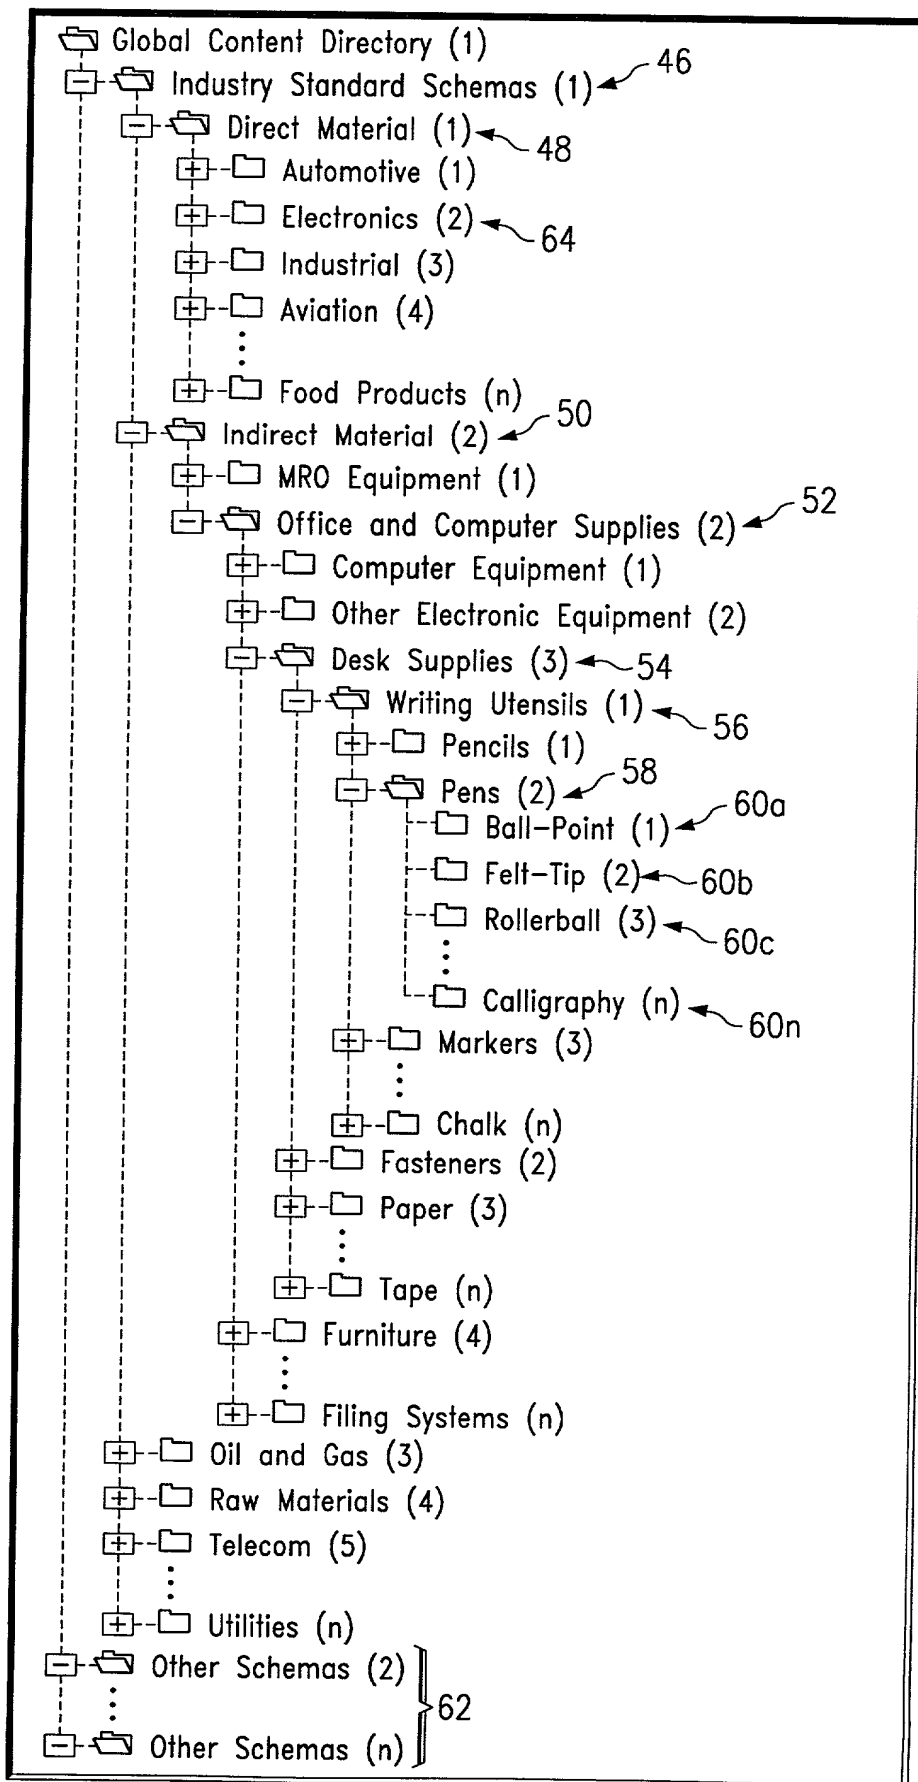 Global Content Directory (1)
Industry Standard Schemas (1) 46
Direct Material (1) 48
Automotive (1)
Electronics (2) 64
Industrial (3)
Aviation (4)
Food Products (n)
Indirect Material (2) 50
MRO Equipment (1)
Office and Computer Supplies (2) 52
Computer Equipment (1)
Other Electronic Equipment (2)
Desk Supplies (3) 54
Writing Utensils (1) 56
Pencils (1)
Pens (2) 58
Ball-Point (1) 60a
Felt-Tip (2) 60b
Rollerball (3) 60c
Calligraphy (n) 60n
Markers (3)
Chalk (n)
Fasteners (2)
Paper (3)
Tape (n)
Furniture (4)
Filing Systems (n)
Oil and Gas (3)
Raw Materials (4)
Telecom (5)
Utilities (n)
Other Schemas (2)
62
Other Schemas (n)